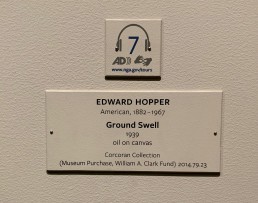 7
AD
www.nga.gov/tours
EDWARD HOPPER
American, 1882–1967
Ground Swell
1939
oil on canvas
Corcoran Collection
(Museum Purchase, William A. Clark Fund) 2014.79.23